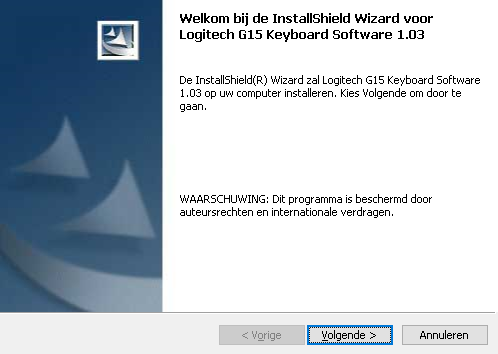 Welkom bij de InstallShield Wizard voor
Logitech G15 Keyboard Software 1.03
De InstallShield(R) Wizard zal Logitech G15 Keyboard Software
1.03 op uw computer installeren. Kies Volgende om door te
gaan.
WAARSCHUWING: Dit programma is beschermd door
auteursrechten en internationale verdragen.
< Vorige
Volgende >
Annuleren